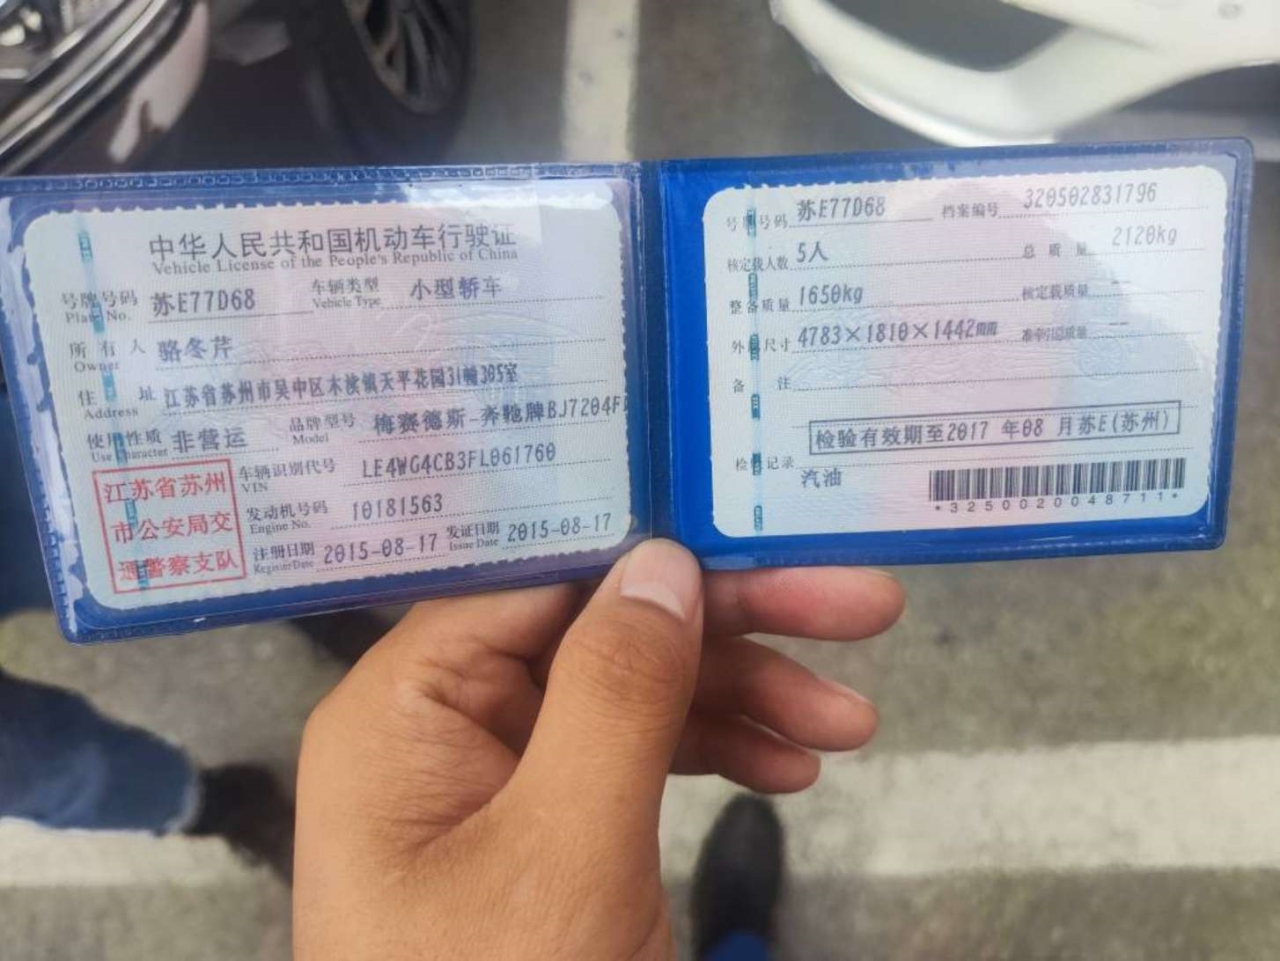 中华人民共和国机动车行驶证
Vehicle License of the People's Republic of China
号牌号码 苏E77D68 车辆类型 小型轿车
Plate No. Vehicle Type
所有人 骆冬芹
Owner
住址 江苏省苏州市吴中区木渎镇天平花园31幢305室
Address
使用性质 非营运 品牌型号 梅赛德斯-奔驰牌BJ7204F
Use Character Model
江苏省苏州
市公安局交
通警察支队
车辆识别代号 LE4WG4CB3FL061760
VIN
发动机号码 10181563
Engine No.
注册日期 2015-08-17 发证日期 2015-08-17
Register Date Issue Date
号牌号码 苏E77D68 档案编号 320502831796
核定载人数 5人 总质量 2120kg
整备质量 1650kg 核定载质量 --
外廓尺寸 4783×1810×1442mm 准牵引总质量 --
备注
检验有效期至2017年08月苏E(苏州)
检验记录
汽油
*3250020048711*